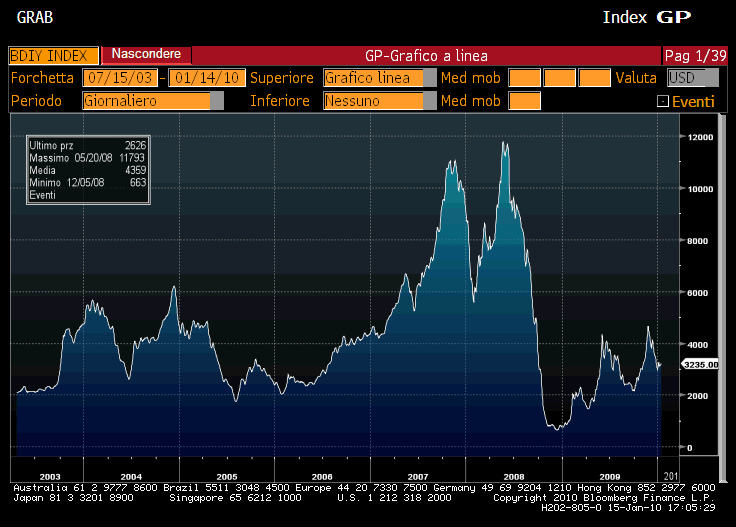 GRAB Index GP
BDIY INDEX Nascondere GP-Grafico a linea Pag 1/39
Forchetta 07/15/03 - 01/14/10 Superiore Grafico linea Med mob Valuta USD
Periodo Giornaliero Inferiore Nessuno Med mob Eventi
Ultimo prz 2626
Massimo 05/20/08 11793
Media 4359
Minimo 12/05/08 663
Eventi
12000
10000
8000
6000
4000
3235.00
2000
0
2003 2004 2005 2006 2007 2008 2009 201
Australia 61 2 9777 8600 Brazil 5511 3048 4500 Europe 44 20 7330 7500 Germany 49 69 9204 1210 Hong Kong 852 2977 6000
Japan 81 3 3201 8900 Singapore 65 6212 1000 U.S. 1 212 318 2000 Copyright 2010 Bloomberg Finance L.P.
H202-805-0 15-Jan-10 17:05:29